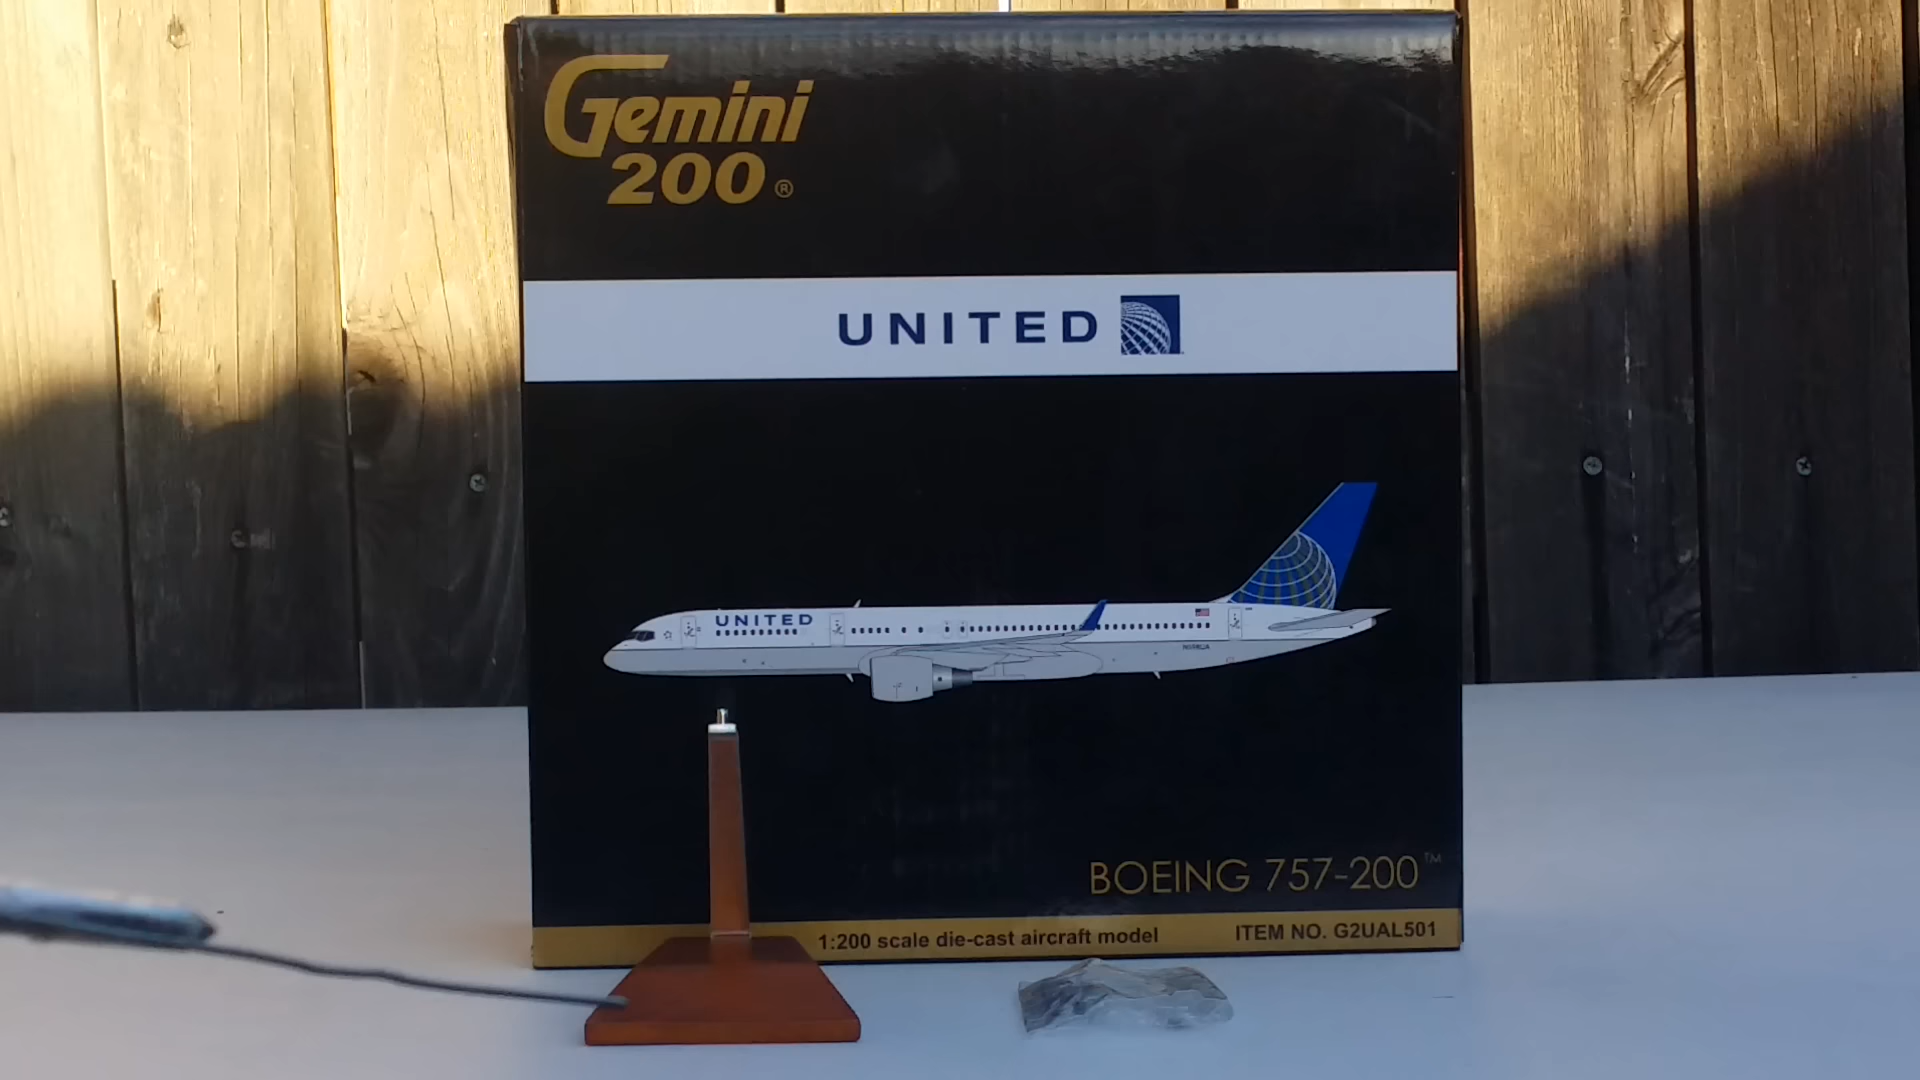 Gemini
200®
UNITED
UNITED
BOEING 757-200™
1:200 scale die-cast aircraft model
ITEM NO. G2UAL501